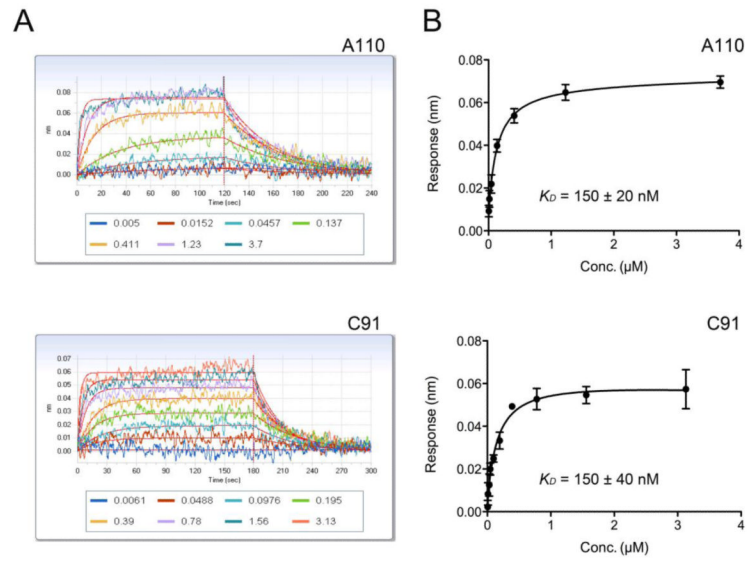 A
B
A110
A110
0.08
0.06
0.04
0.02
0.00
nm
0 20 40 60 80 100 120 140 160 180 200 220 240
Time (sec)
0.005 0.0152 0.0457 0.137
0.411 1.23 3.7
0.08
0.06
0.04
0.02
0.00
Response (nm)
KD = 150 ± 20 nM
0 1 2 3 4
Conc. (µM)
C91
C91
0.07
0.06
0.05
0.04
0.03
0.02
0.01
0.00
nm
0 30 60 90 120 150 180 210 240 270 300
Time (sec)
0.0061 0.0488 0.0976 0.195
0.39 0.78 1.56 3.13
0.08
0.06
0.04
0.02
0.00
Response (nm)
KD = 150 ± 40 nM
0 1 2 3 4
Conc. (µM)